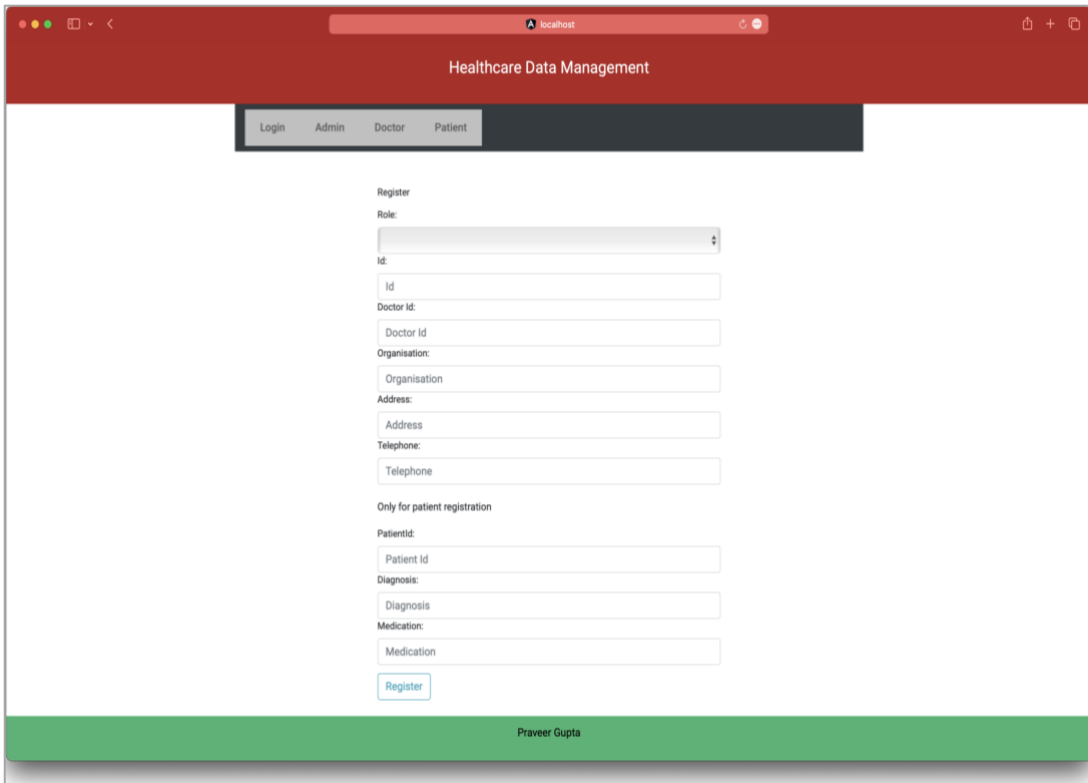 localhost
Healthcare Data Management
Login Admin Doctor Patient
Register
Role:
Id:
Id
Doctor Id:
Doctor Id
Organisation:
Organisation
Address:
Address
Telephone:
Telephone
Only for patient registration
PatientId:
Patient Id
Diagnosis:
Diagnosis
Medication:
Medication
Register
Praveer Gupta